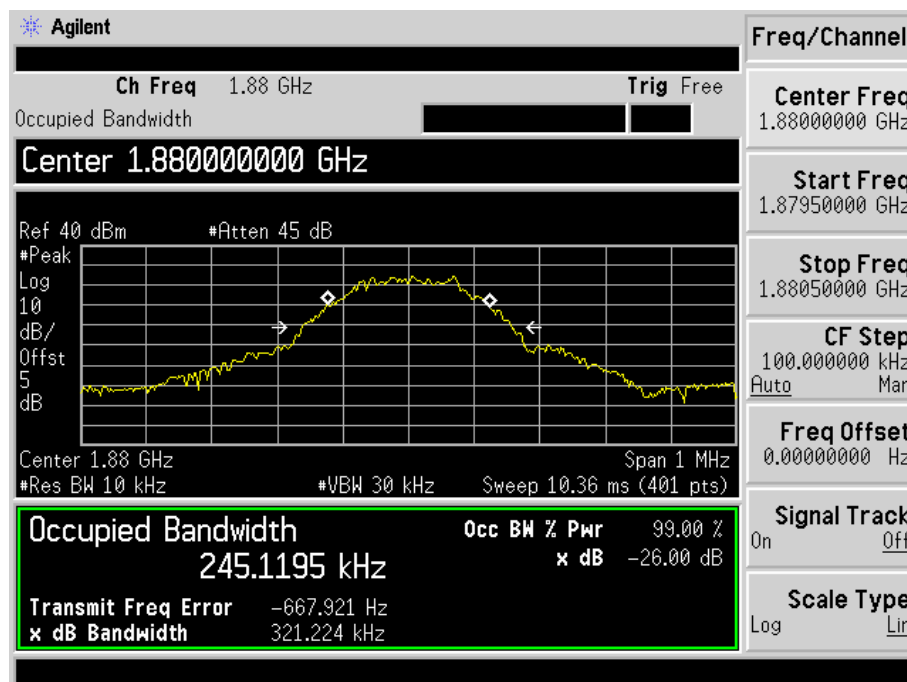 Agilent
Ch Freq 1.88 GHz Trig Free
Occupied Bandwidth
Center 1.880000000 GHz
Ref 40 dBm #Atten 45 dB
#Peak
Log
10
dB/
Offst
5
dB
Center 1.88 GHz Span 1 MHz
#Res BW 10 kHz #VBW 30 kHz Sweep 10.36 ms (401 pts)
Occupied Bandwidth Occ BW % Pwr 99.00 %
245.1195 kHz x dB -26.00 dB
Transmit Freq Error -667.921 Hz
x dB Bandwidth 321.224 kHz
Freq/Channel
Center Freq
1.88000000 GHz
Start Freq
1.87950000 GHz
Stop Freq
1.88050000 GHz
CF Step
100.000000 kHz
Auto Man
Freq Offset
0.00000000 Hz
Signal Track
On Off
Scale Type
Log Lin